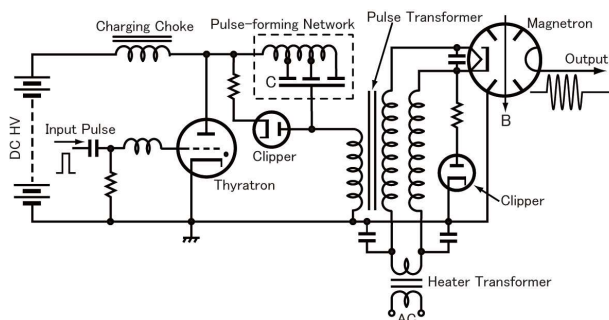 Charging Choke
Pulse-forming Network
Pulse Transformer
Magnetron
Output
C
DC HV
Input Pulse
Clipper
B
Thyratron
Clipper
Heater Transformer
AC